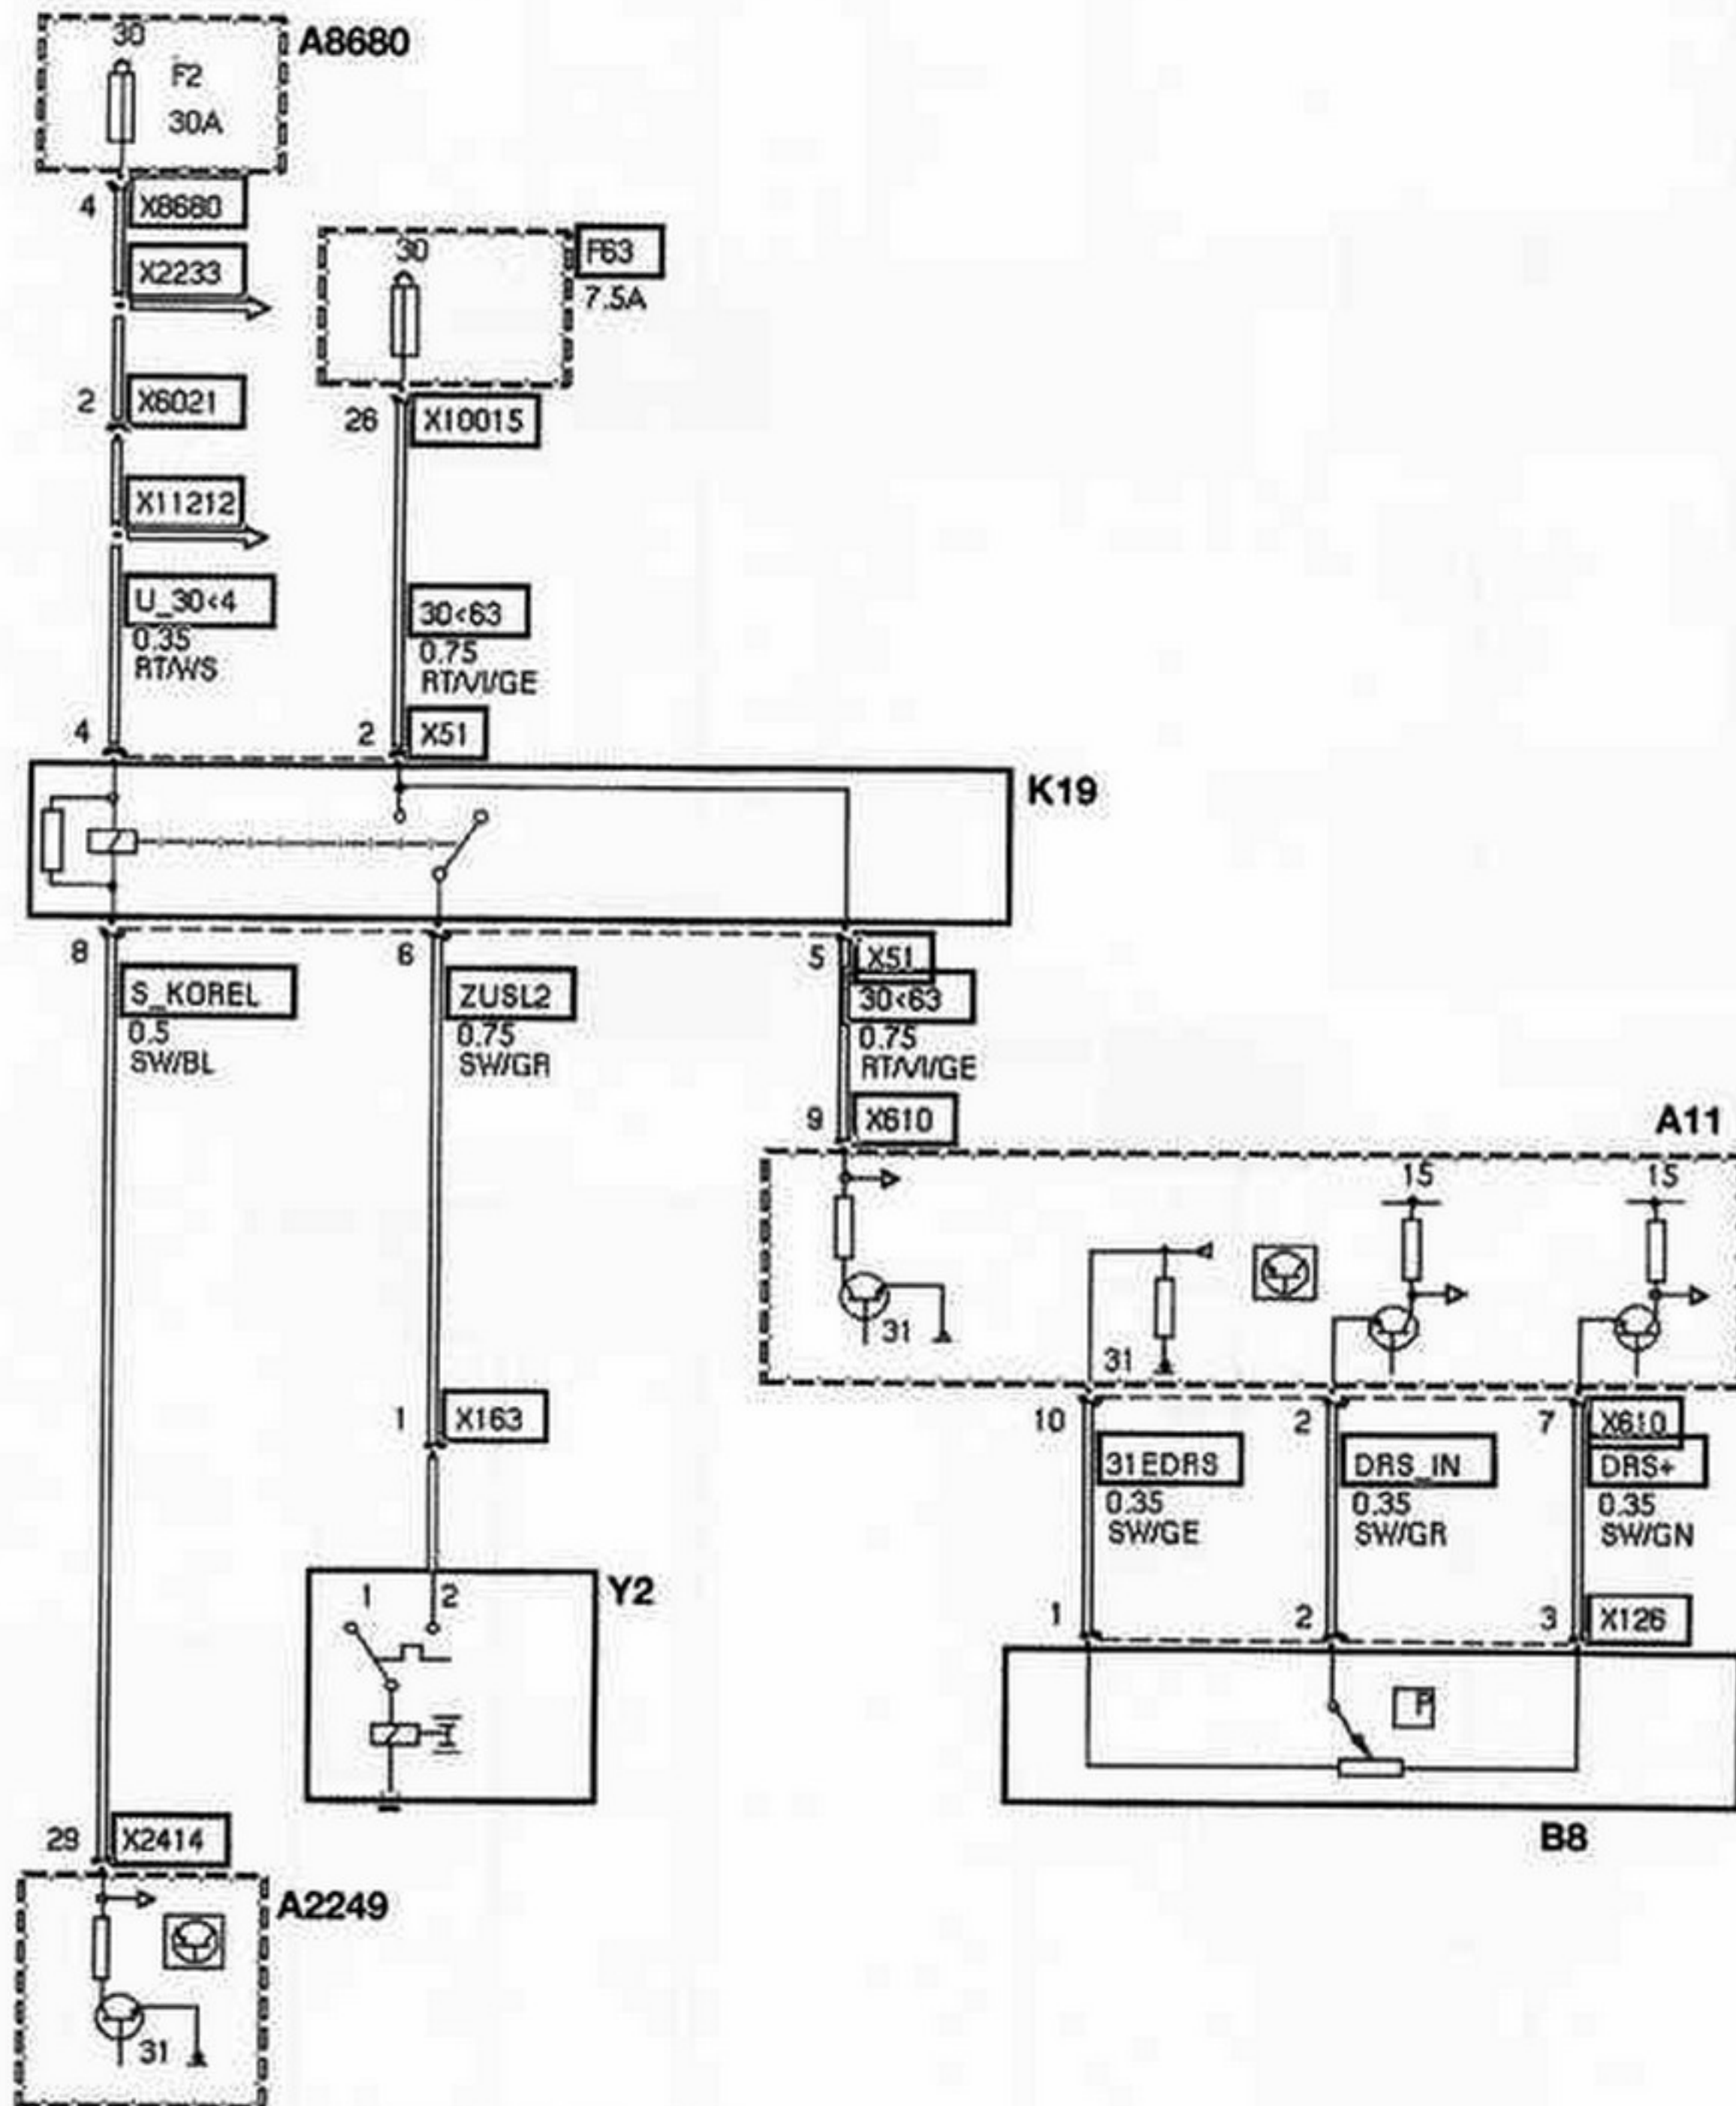 30
A8680
F2
30A
4
X8680
X2233
30
F63
7.5A
2
X6021
26
X10015
X11212
U_30<4
0.35
RT/WS
30<63
0.75
RT/VI/GE
4
2
X51
K19
8
6
5
X51
S_KOREL
0.5
SW/BL
ZUSL2
0.75
SW/GR
30<63
0.75
RT/VI/GE
9
X610
A11
15
15
31
31
1
X163
10
2
7
X610
31EDRS
0.35
SW/GE
DRS_IN
0.35
SW/GR
DRS+
0.35
SW/GN
1
2
Y2
1
2
3
X126
P
B8
29
X2414
A2249
31